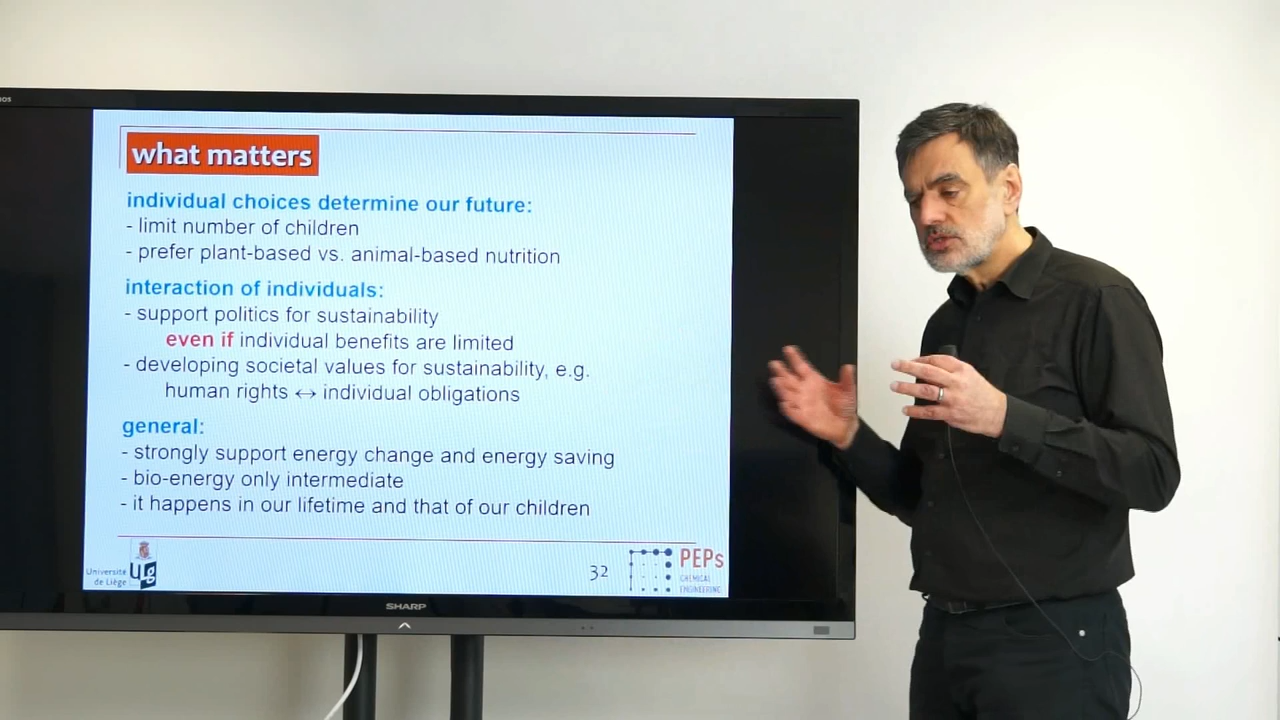 what matters
individual choices determine our future:
- limit number of children
- prefer plant-based vs. animal-based nutrition
interaction of individuals:
- support politics for sustainability
even if individual benefits are limited
- developing societal values for sustainability, e.g.
human rights ↔ individual obligations
general:
- strongly support energy change and energy saving
- bio-energy only intermediate
- it happens in our lifetime and that of our children
Université
de Liège
32
PEPs
CHEMICAL
ENGINEERING
SHARP